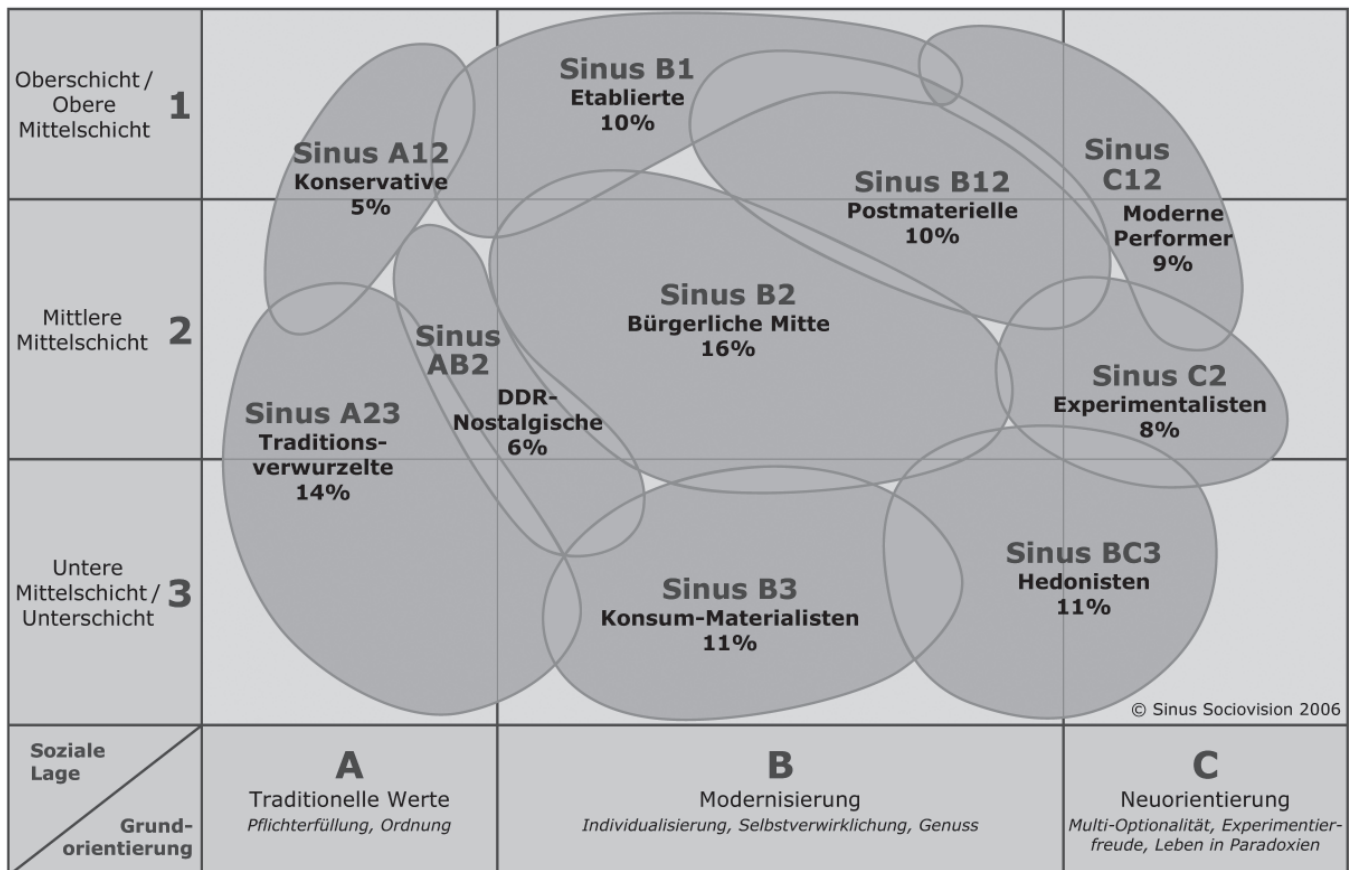 Oberschicht /
Obere
Mittelschicht
1
Sinus B1
Etablierte
10%
Sinus A12
Konservative
5%
Sinus B12
Postmaterielle
10%
Sinus
C12
Moderne
Performer
9%
Mittlere
Mittelschicht
2
Sinus
AB2
DDR-
Nostalgische
6%
Sinus B2
Bürgerliche Mitte
16%
Sinus C2
Experimentalisten
8%
Sinus A23
Traditions-
verwurzelte
14%
Untere
Mittelschicht /
Unterschicht
3
Sinus B3
Konsum-Materialisten
11%
Sinus BC3
Hedonisten
11%
© Sinus Sociovision 2006
Soziale
Lage
Grund-
orientierung
A
Traditionelle Werte
Pflichterfüllung, Ordnung
B
Modernisierung
Individualisierung, Selbstverwirklichung, Genuss
C
Neuorientierung
Multi-Optionalität, Experimentier-
freude, Leben in Paradoxien